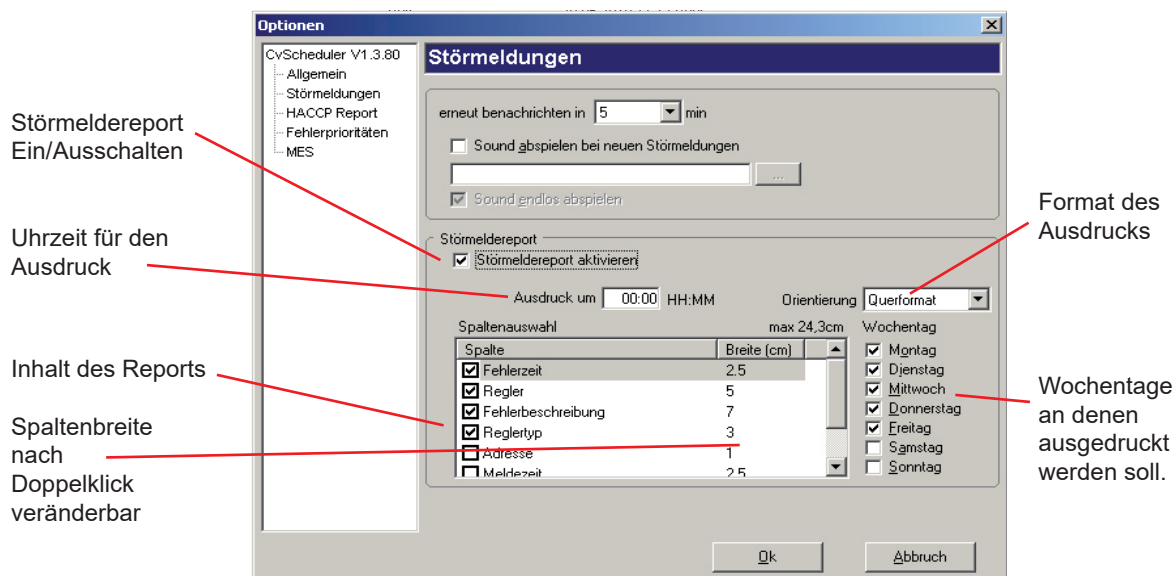 Optionen
CvScheduler V1.3.80
Allgemein
Störmeldungen
HACCP Report
Fehlerprioritäten
MES
Störmeldungen
erneut benachrichten in 5 min
Sound abspielen bei neuen Störmeldungen
...
Sound endlos abspielen
Störmeldereport
Störmeldereport aktivieren
Ausdruck um 00:00 HH:MM
Orientierung Querformat
Spaltenauswahl
max 24,3cm
Spalte Breite (cm)
Fehlerzeit 2.5
Regler 5
Fehlerbeschreibung 7
Reglertyp 3
Adresse 1
Meldezeit 2.5
Wochentag
Montag
Dienstag
Mittwoch
Donnerstag
Freitag
Samstag
Sonntag
Ok
Abbruch
Störmeldereport
Ein/Ausschalten
Uhrzeit für den
Ausdruck
Inhalt des Reports
Spaltenbreite
nach
Doppelklick
veränderbar
Format des
Ausdrucks
Wochentage
an denen
ausgedruckt
werden soll.